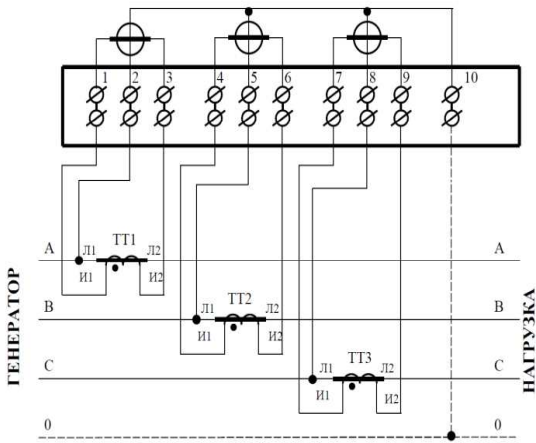 1 2 3 4 5 6 7 8 9 10
ТТ1
А Л1 Л2 А
И1 И2
ТТ2
В Л1 Л2 В
И1 И2
ТТ3
С Л1 Л2 С
И1 И2
0 0
ГЕНЕРАТОР
НАГРУЗКА